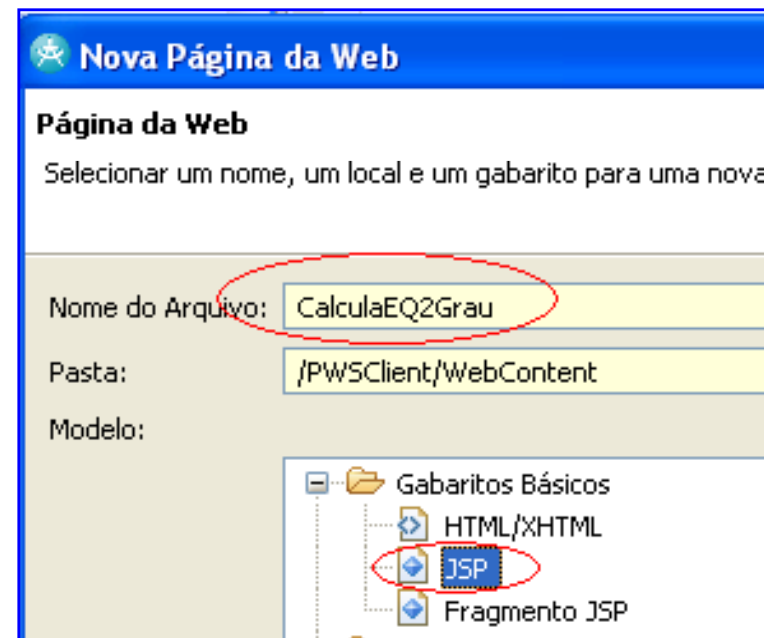 Nova Página da Web
Página da Web
Selecionar um nome, um local e um gabarito para uma nova
Nome do Arquivo: CalculaEQ2Grau
Pasta: /PWSClient/WebContent
Modelo:
Gabaritos Básicos
HTML/XHTML
JSP
Fragmento JSP